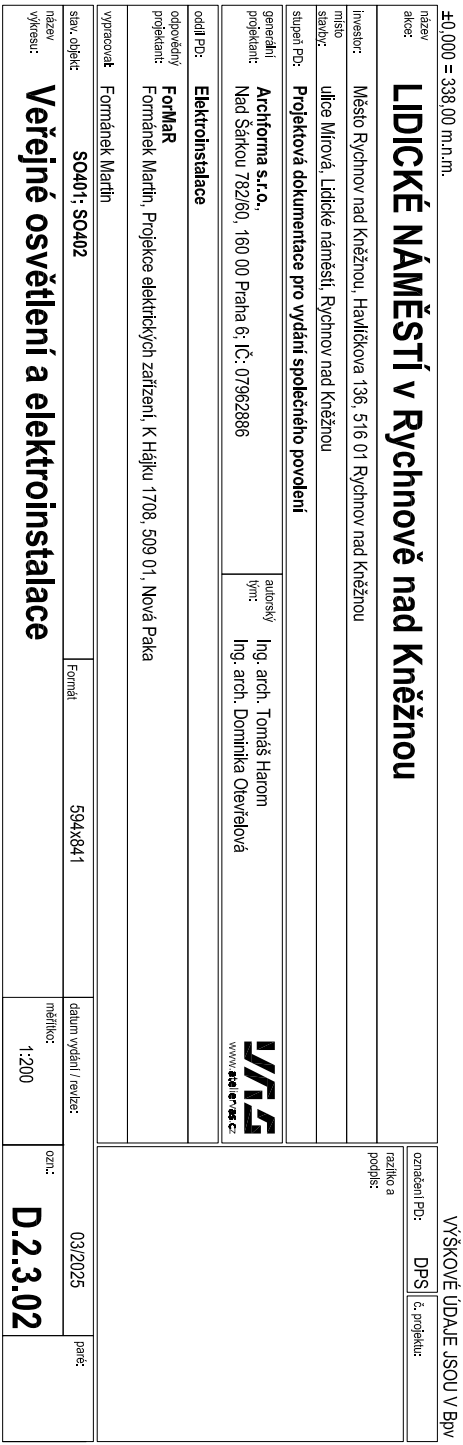 ±0,000 = 338,00 m.n.m.
VÝŠKOVÉ ÚDAJE JSOU V Bpv
název
akce:
LIDICKÉ NÁMĚSTÍ v Rychnově nad Kněžnou
označení PD:
DPS
č. projektu:
investor:
Město Rychnov nad Kněžnou, Havlíčkova 136, 516 01 Rychnov nad Kněžnou
razítko a
podpis:
místo
stavby:
ulice Mírová, Lidické náměstí, Rychnov nad Kněžnou
stupeň PD:
Projektová dokumentace pro vydání společného povolení
generální
projektant:
Archforma s.r.o.,
Nad Šárkou 782/60, 160 00 Praha 6; IČ: 07962886
autorský
tým:
Ing. arch. Tomáš Harom
Ing. arch. Dominika Otevřelová
VAS
www.ateliervas.cz
oddíl PD:
Elektroinstalace
odpovědný
projektant:
ForMaR
Formánek Martin, Projekce elektrických zařízení, K Hájku 1708, 509 01, Nová Paka
vypracoval:
Formánek Martin
stav. objekt:
SO401; SO402
Formát
594x841
datum vydání / revize:
03/2025
paré:
název
výkresu:
Veřejné osvětlení a elektroinstalace
měřítko:
1:200
ozn.:
D.2.3.02